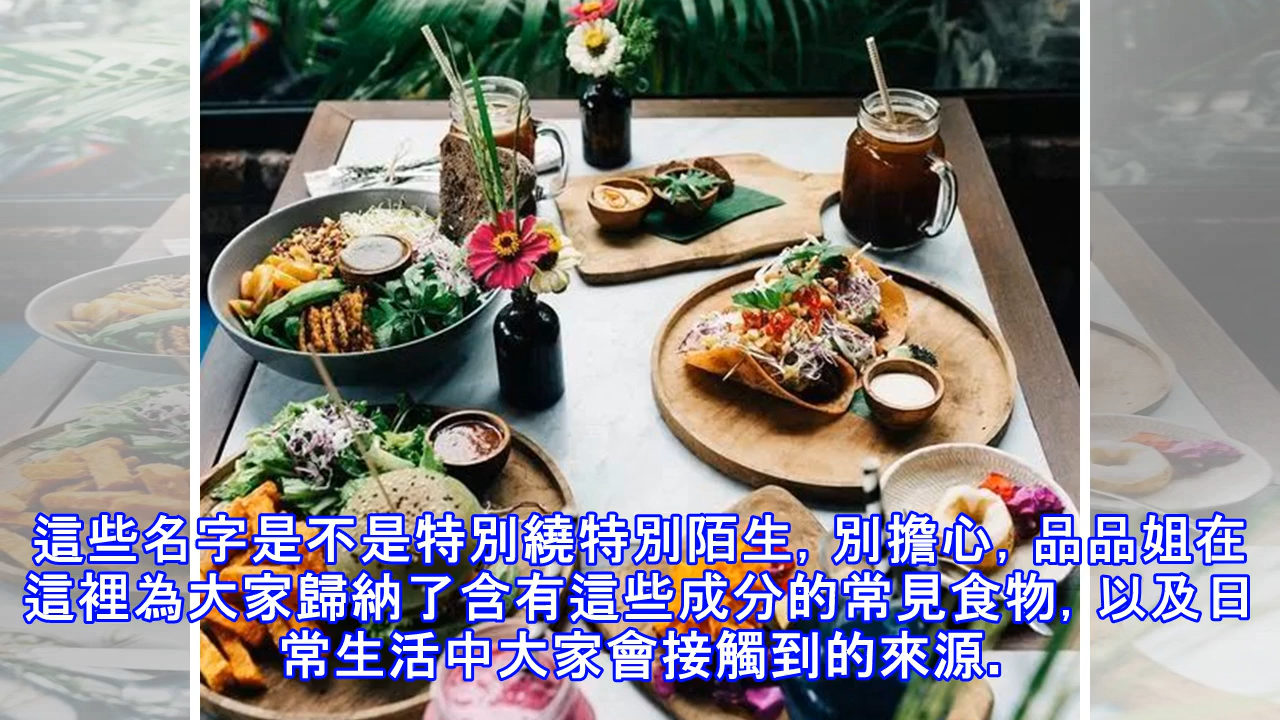 這些名字是不是特別繞特別陌生, 別擔心, 品品姐在
這裡為大家歸納了含有這些成分的常見食物, 以及日
常生活中大家會接觸到的來源.